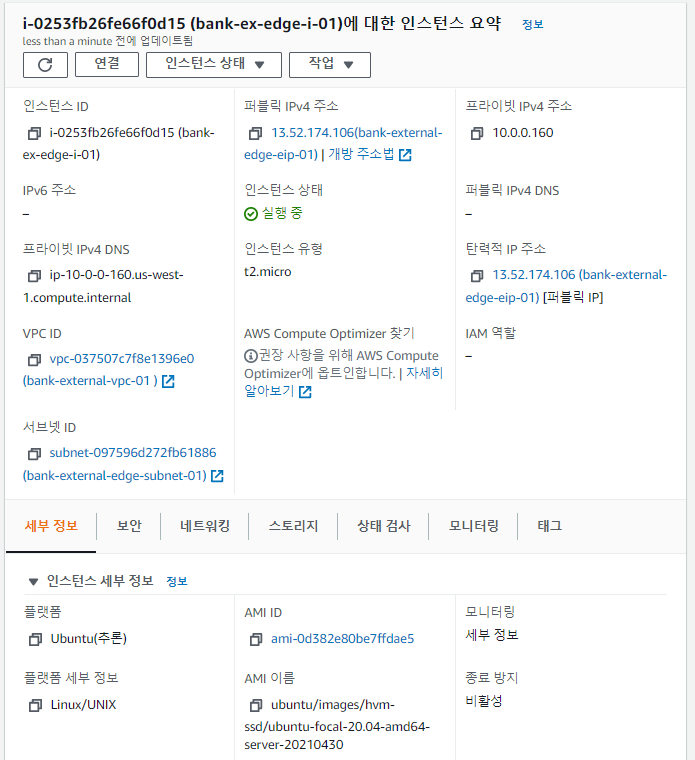 i-0253fb26fe66f0d15 (bank-ex-edge-i-01)에 대한 인스턴스 요약 정보
less than a minute 전에 업데이트됨
연결 인스턴스 상태 ▼ 작업 ▼
인스턴스 ID
i-0253fb26fe66f0d15 (bank-
ex-edge-i-01)
퍼블릭 IPv4 주소
13.52.174.106(bank-external-
edge-eip-01) | 개방 주소법
프라이빗 IPv4 주소
10.0.0.160
IPv6 주소
–
인스턴스 상태
실행 중
퍼블릭 IPv4 DNS
–
프라이빗 IPv4 DNS
ip-10-0-0-160.us-west-
1.compute.internal
인스턴스 유형
t2.micro
탄력적 IP 주소
13.52.174.106 (bank-external-
edge-eip-01) [퍼블릭 IP]
VPC ID
vpc-037507c7f8e1396e0
(bank-external-vpc-01 )
AWS Compute Optimizer 찾기
권장 사항을 위해 AWS Compute
Optimizer에 옵트인합니다. | 자세히
알아보기
IAM 역할
–
서브넷 ID
subnet-097596d272fb61886
(bank-external-edge-subnet-01)
세부 정보 보안 네트워킹 스토리지 상태 검사 모니터링 태그
▼ 인스턴스 세부 정보 정보
플랫폼
Ubuntu(추론)
AMI ID
ami-0d382e80be7ffdae5
모니터링
세부 정보
플랫폼 세부 정보
Linux/UNIX
AMI 이름
ubuntu/images/hvm-
ssd/ubuntu-focal-20.04-amd64-
server-20210430
종료 방지
비활성